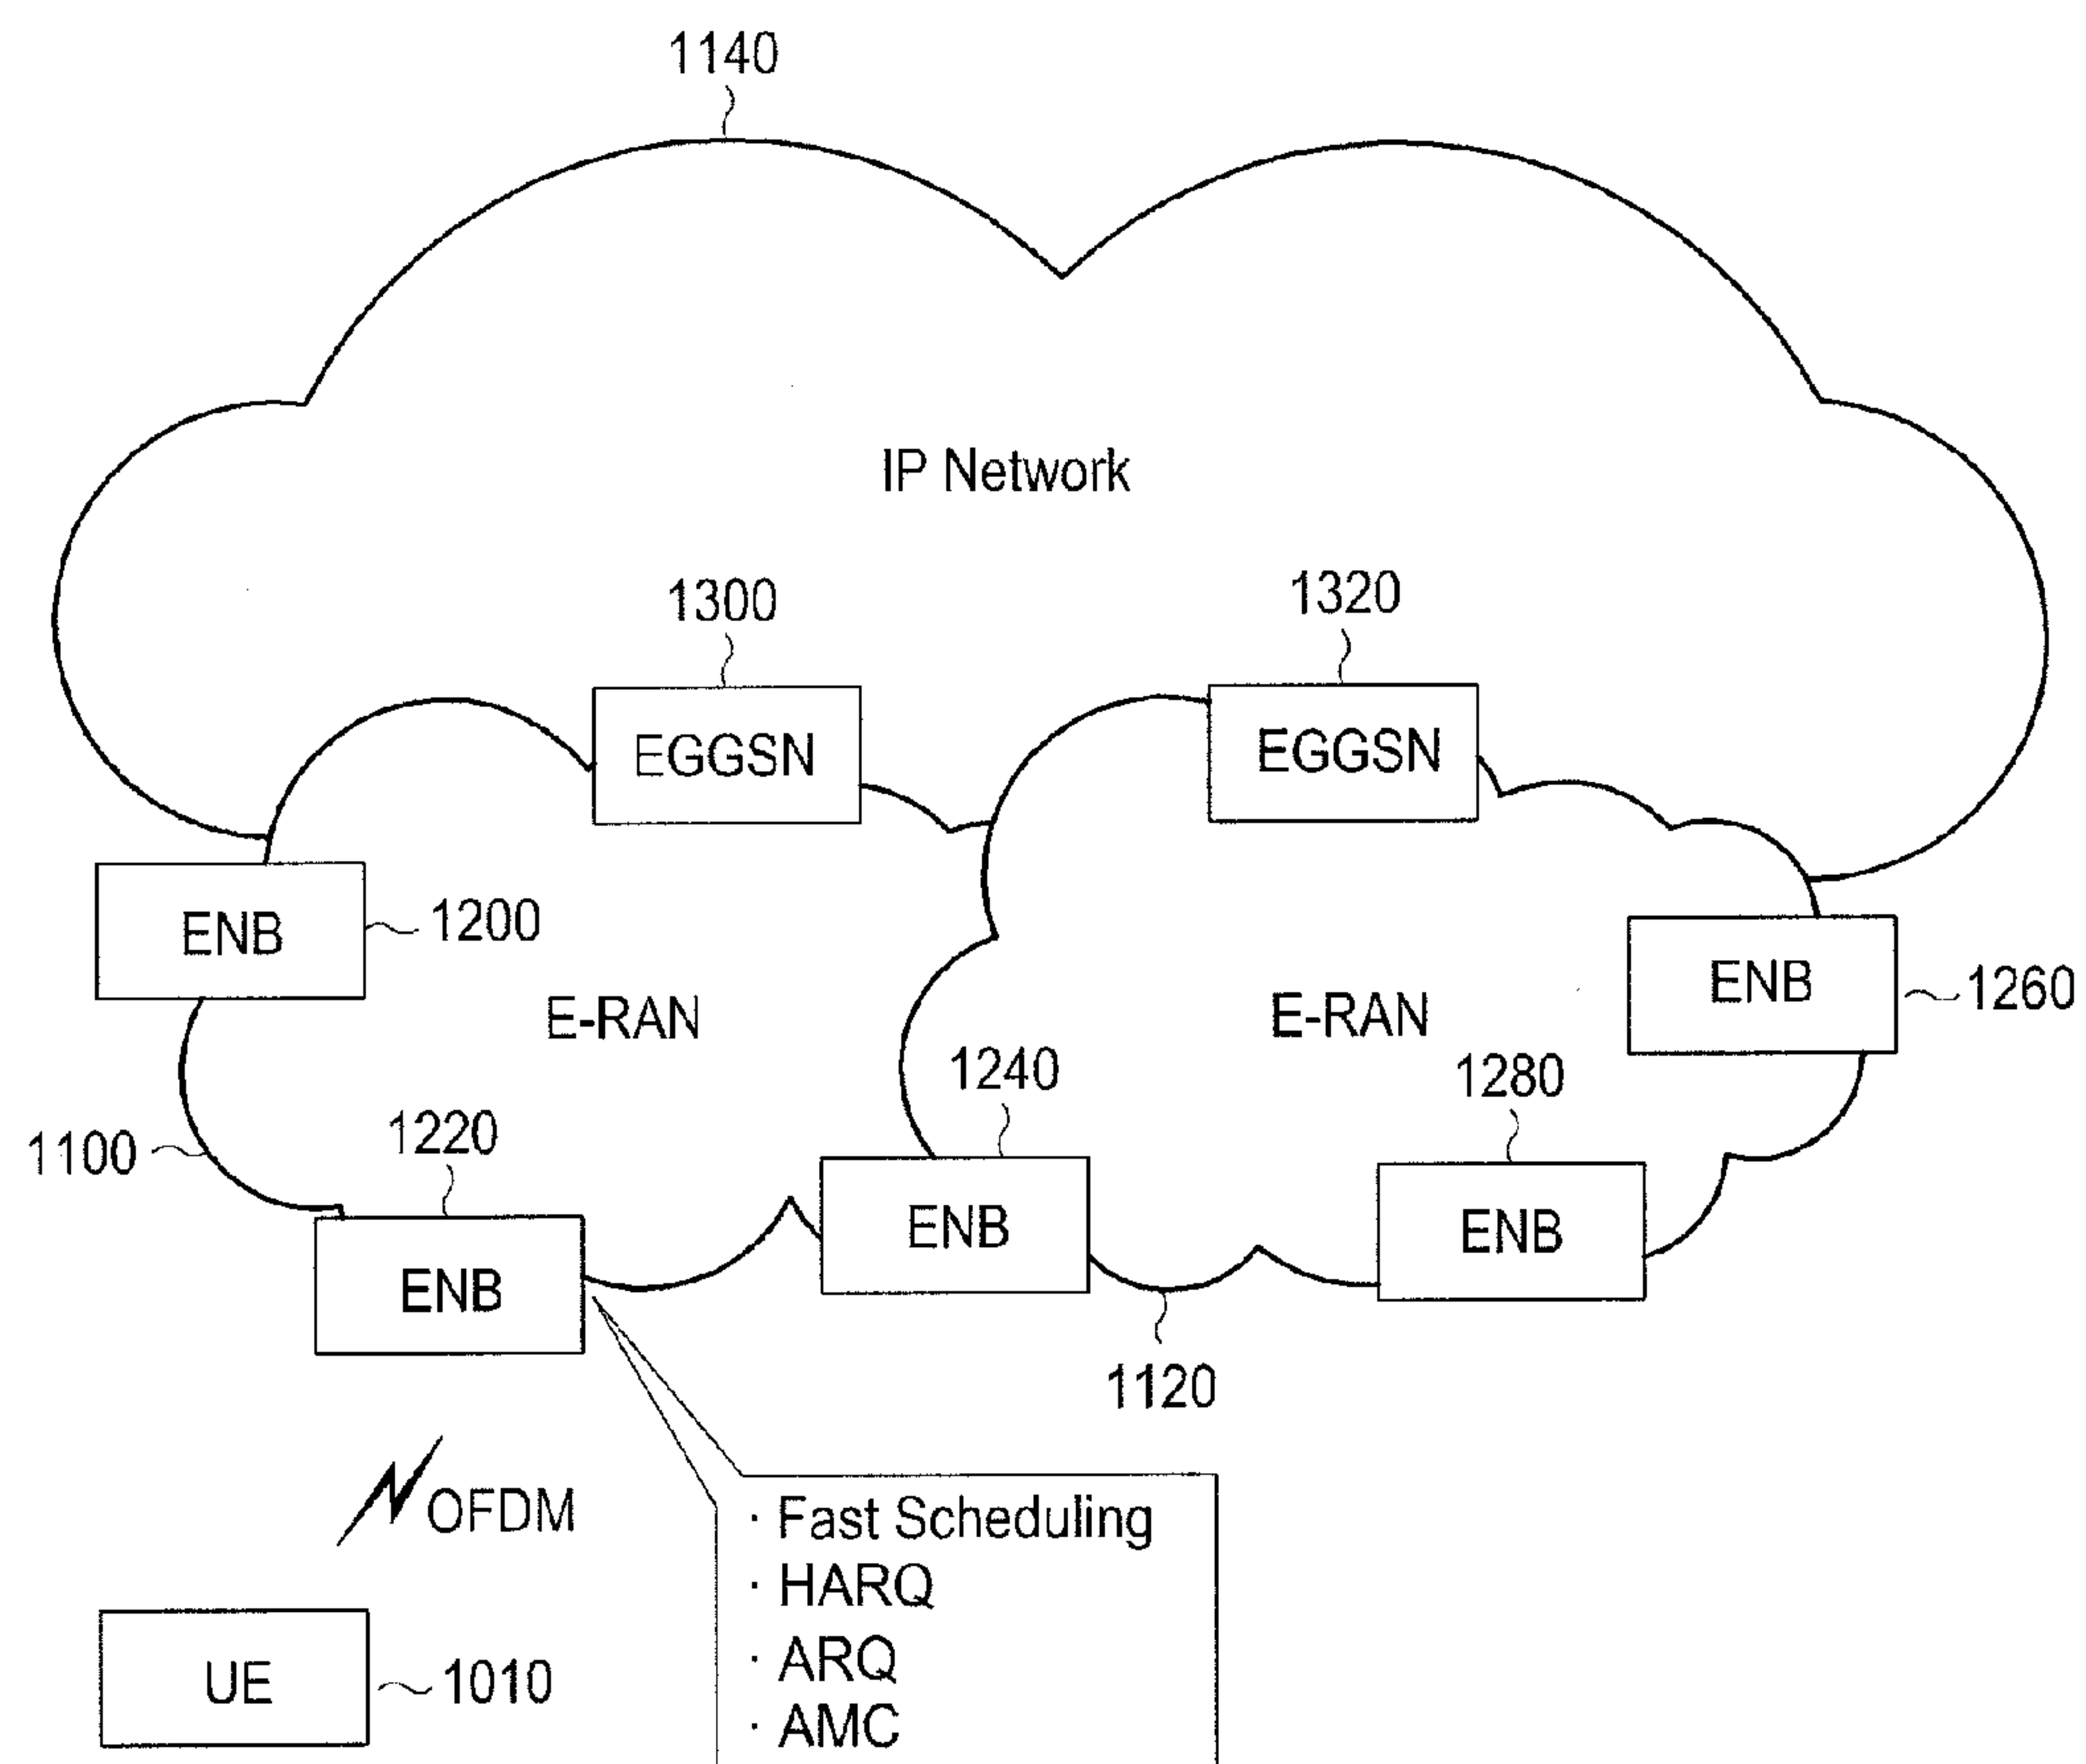 1140
IP Network
1300
1320
EGGSN
EGGSN
ENB
1200
ENB
1260
E-RAN
E-RAN
1240
1280
1100
1220
ENB
ENB
ENB
1120
OFDM
· Fast Scheduling
· HARQ
· ARQ
· AMC
UE
1010